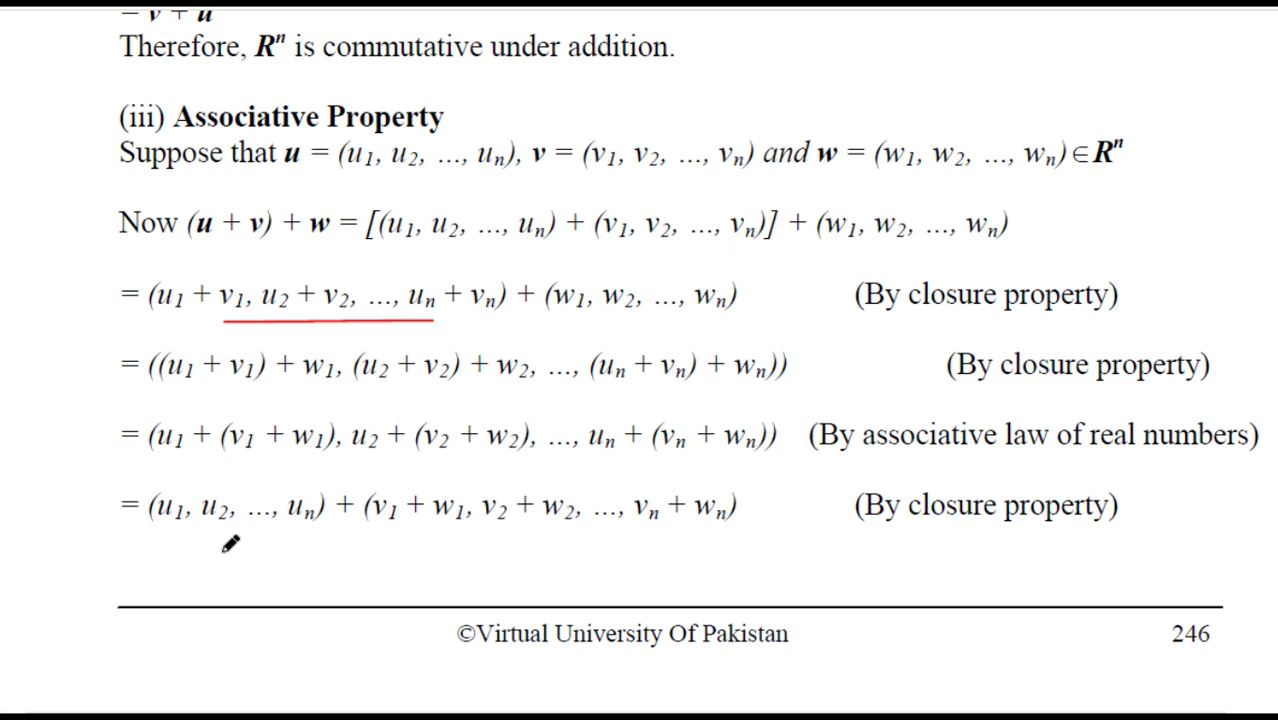 = v + u
Therefore, Rⁿ is commutative under addition.
(iii) Associative Property
Suppose that u = (u₁, u₂, ..., uₙ), v = (v₁, v₂, ..., vₙ) and w = (w₁, w₂, ..., wₙ) ∈ Rⁿ
Now (u + v) + w = [(u₁, u₂, ..., uₙ) + (v₁, v₂, ..., vₙ)] + (w₁, w₂, ..., wₙ)
= (u₁ + v₁, u₂ + v₂, ..., uₙ + vₙ) + (w₁, w₂, ..., wₙ) (By closure property)
= ((u₁ + v₁) + w₁, (u₂ + v₂) + w₂, ..., (uₙ + vₙ) + wₙ)) (By closure property)
= (u₁ + (v₁ + w₁), u₂ + (v₂ + w₂), ..., uₙ + (vₙ + wₙ)) (By associative law of real numbers)
= (u₁, u₂, ..., uₙ) + (v₁ + w₁, v₂ + w₂, ..., vₙ + wₙ) (By closure property)
©Virtual University Of Pakistan 246